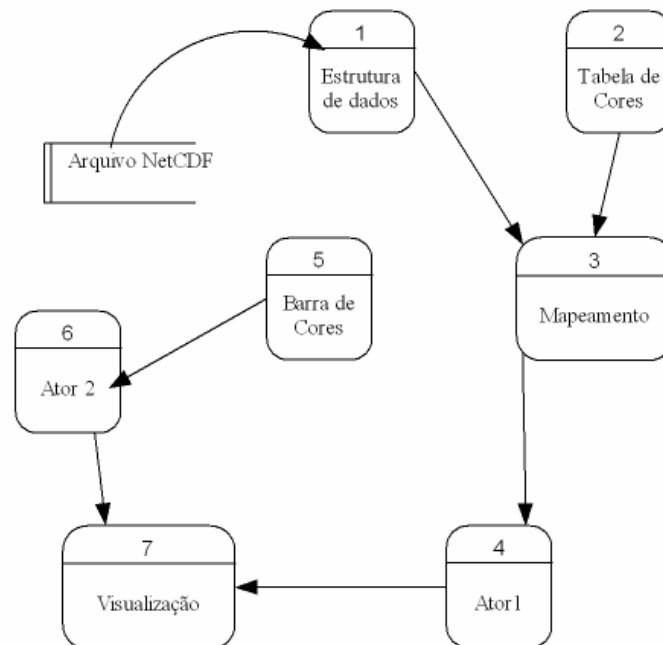 1
Estrutura
de dados
2
Tabela de
Cores
Arquivo NetCDF
3
Mapeamento
5
Barra de
Cores
6
Ator 2
7
Visualização
4
Ator1